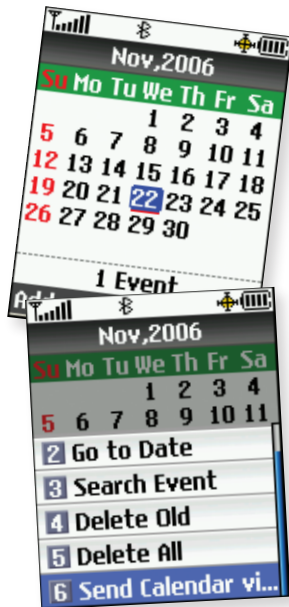 Nov,2006
Su Mo Tu We Th Fr Sa
1 2 3 4
5 6 7 8 9 10 11
12 13 14 15 16 17 18
19 20 21 22 23 24 25
26 27 28 29 30
1 Event
Nov,2006
Su Mo Tu We Th Fr Sa
1 2 3 4
5 6 7 8 9 10 11
2 Go to Date
3 Search Event
4 Delete Old
5 Delete All
6 Send Calendar vi...